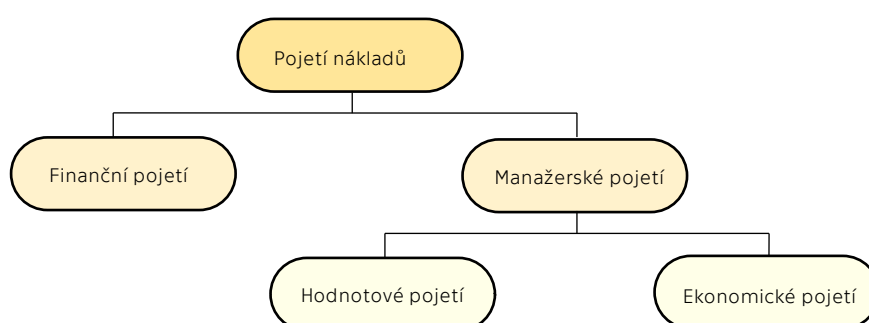 Pojetí nákladů
Finanční pojetí
Manažerské pojetí
Hodnotové pojetí
Ekonomické pojetí